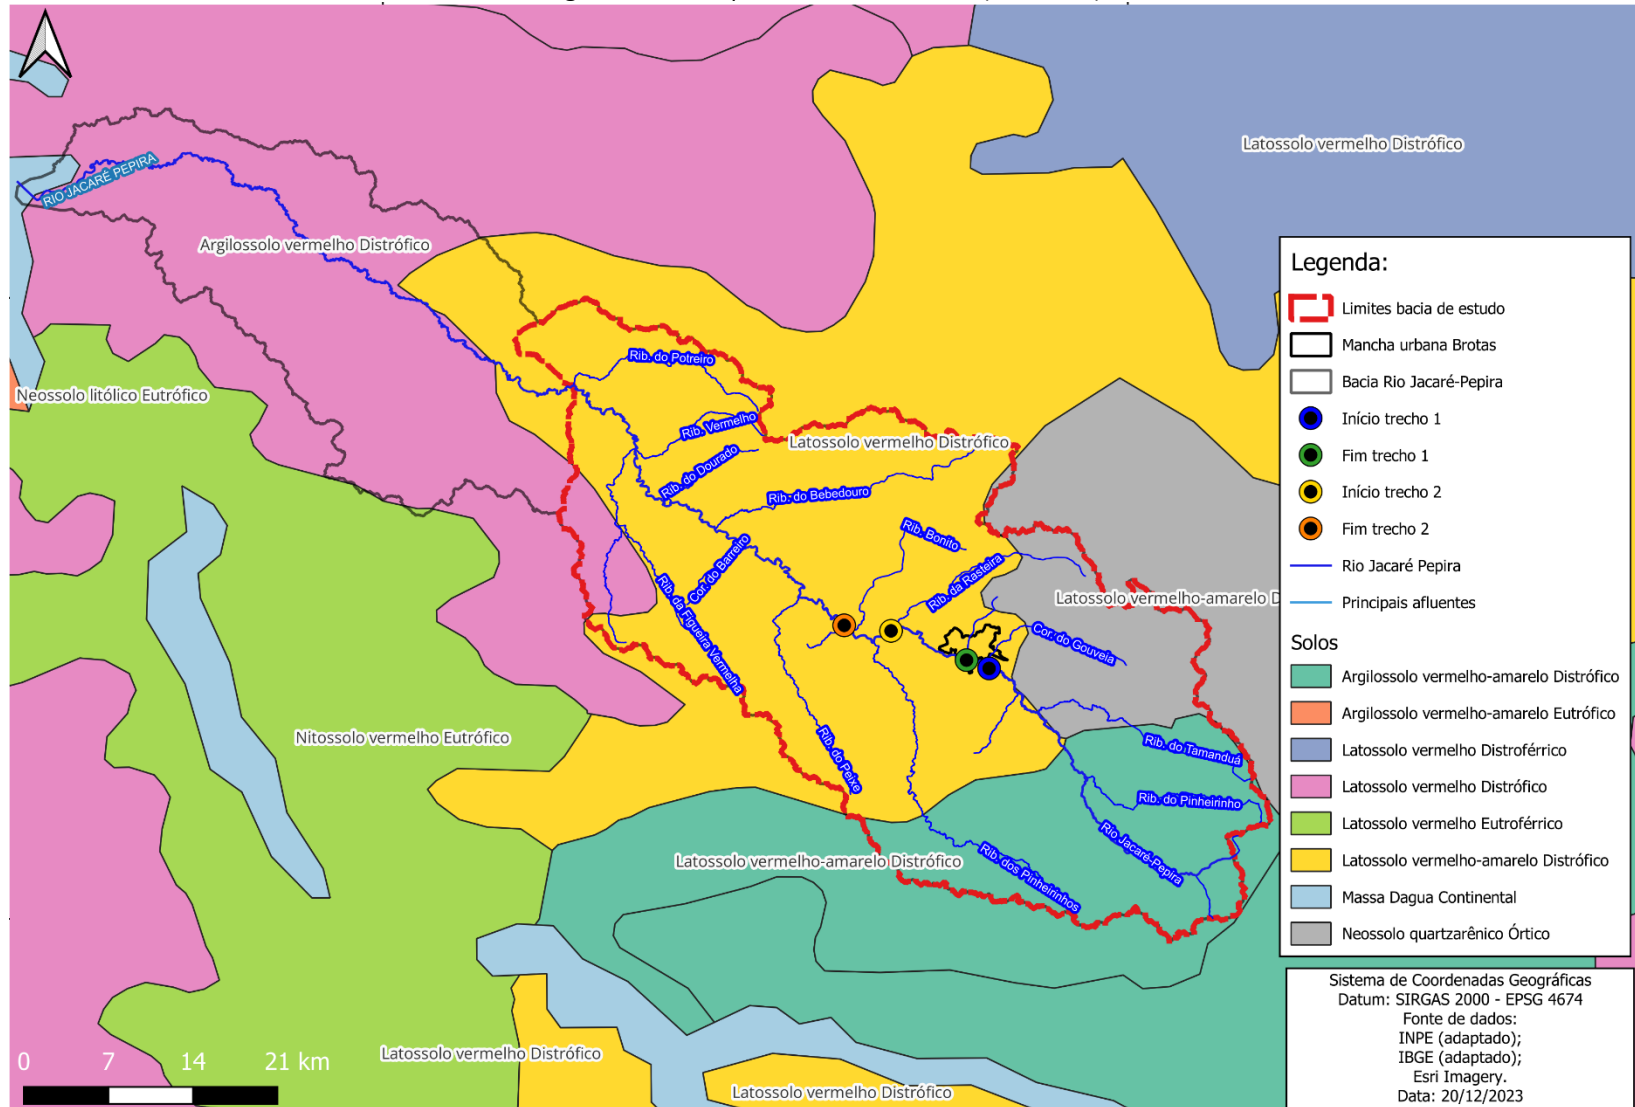 Latossolo vermelho Distrófico
RIO JACARÉ PEPIRA
Argilossolo vermelho Distrófico
Neossolo litólico Eutrófico
Rib. do Potreiro
Rib. Vermelho
Latossolo vermelho Distrófico
Rib. do Dourado
Rib. do Bebedouro
Rib. Bonito
Cor. do Barreiro
Rib. da Rasteira
Latossolo vermelho-amarelo D
Rib. da Figueira Vermelha
Cor. do Gouveia
Nitossolo vermelho Eutrófico
Rib. do Peixe
Rib. do Tamanduá
Rib. do Pinheirinho
Rio Jacaré-Pepira
Latossolo vermelho-amarelo Distrófico
Rib. dos Pinheirinhos
Latossolo vermelho Distrófico
Latossolo vermelho Distrófico
0 7 14 21 km
Legenda:
Limites bacia de estudo
Mancha urbana Brotas
Bacia Rio Jacaré-Pepira
Início trecho 1
Fim trecho 1
Início trecho 2
Fim trecho 2
Rio Jacaré Pepira
Principais afluentes
Solos
Argilossolo vermelho-amarelo Distrófico
Argilossolo vermelho-amarelo Eutrófico
Latossolo vermelho Distroférrico
Latossolo vermelho Distrófico
Latossolo vermelho Eutroférrico
Latossolo vermelho-amarelo Distrófico
Massa Dagua Continental
Neossolo quartzarênico Órtico
Sistema de Coordenadas Geográficas
Datum: SIRGAS 2000 - EPSG 4674
Fonte de dados:
INPE (adaptado);
IBGE (adaptado);
Esri Imagery.
Data: 20/12/2023